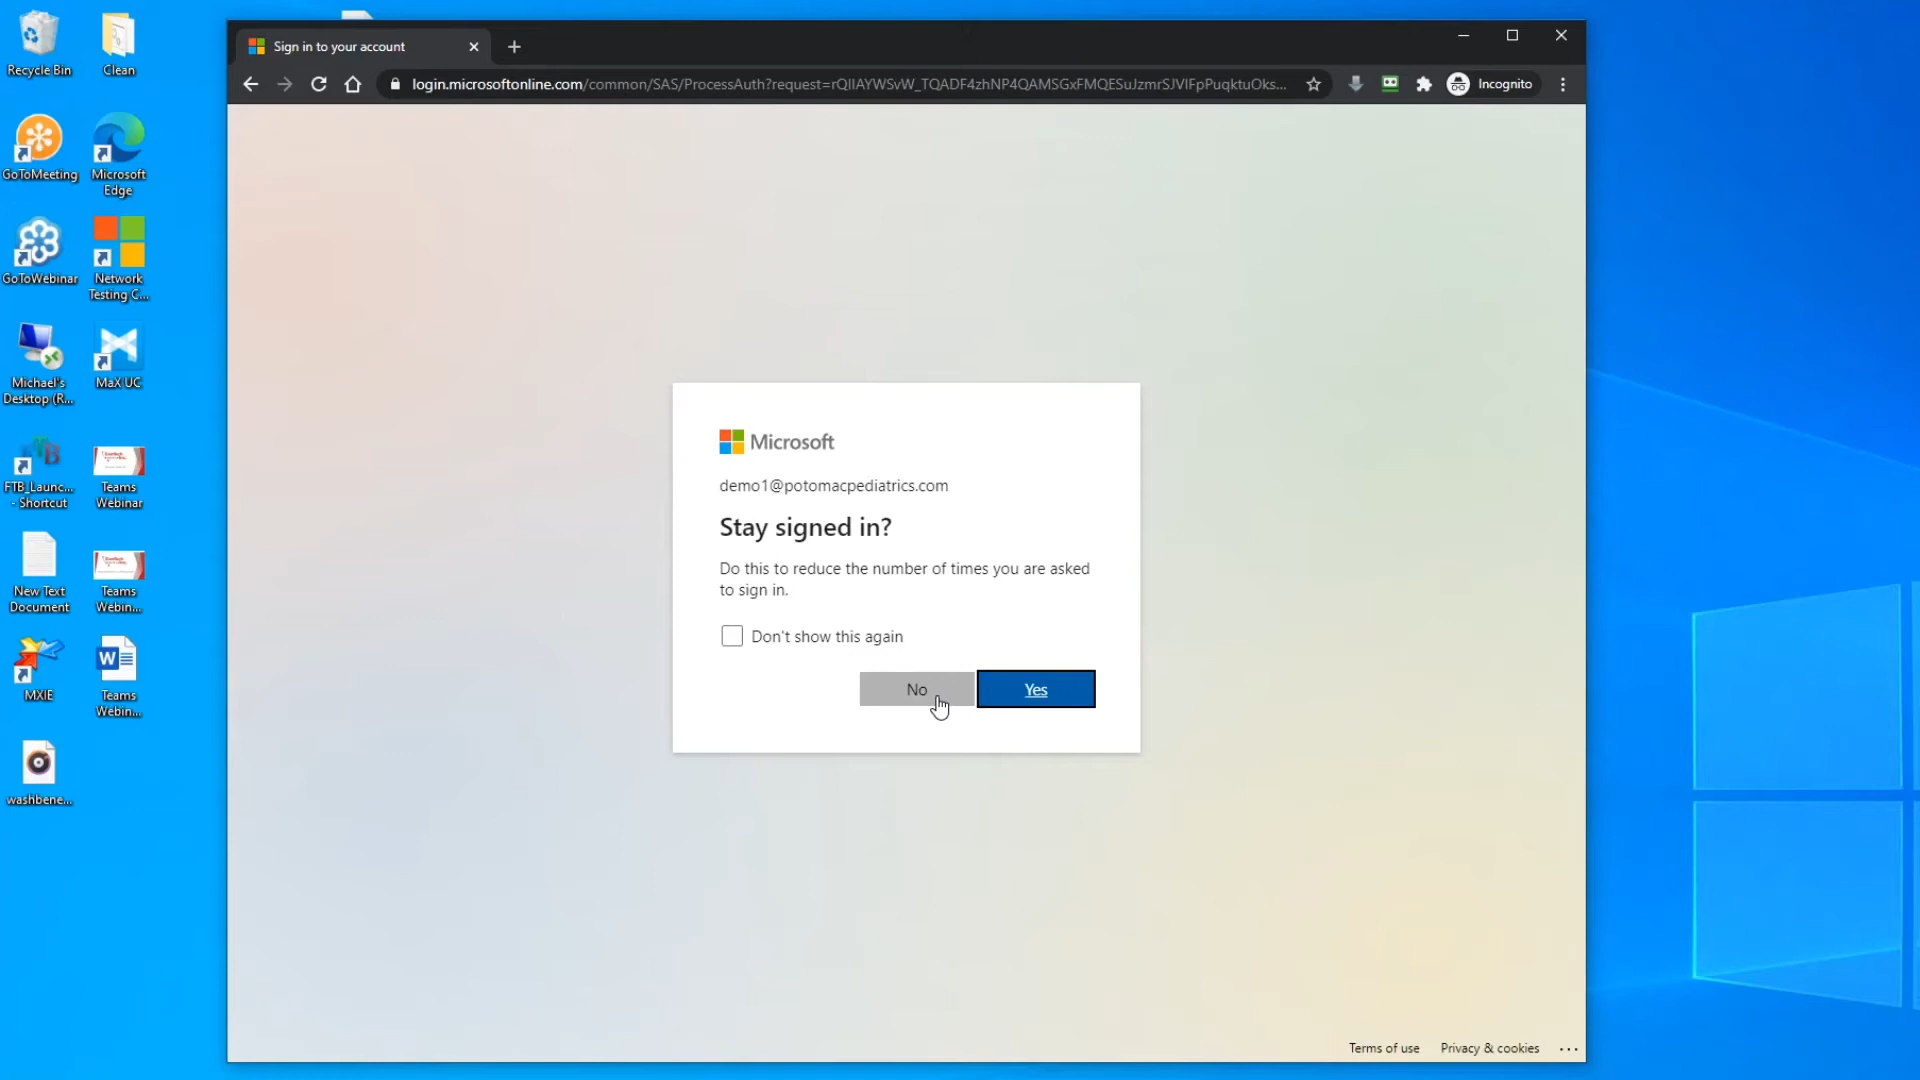 Recycle Bin
Clean
GoToMeeting
Microsoft
Edge
GoToWebinar
Network
Testing C...
Michael's
Desktop (R...
MaX UC
FTB_Launc...
- Shortcut
Teams
Webinar
New Text
Document
Teams
Webin...
MXIE
Teams
Webin...
washbene...
Sign in to your account
login.microsoftonline.com/common/SAS/ProcessAuth?request=rQIIAYWSvW_TQADF4zhNP4QAMSGxFMQESuJzmrSJVIFpPuqktuOks...
Incognito
Microsoft
demo1@potomacpediatrics.com
Stay signed in?
Do this to reduce the number of times you are asked
to sign in.
Don't show this again
No
Yes
Terms of use
Privacy & cookies